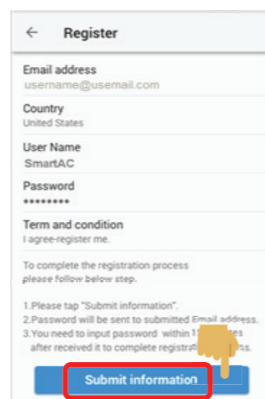 ← Register
Email address
username@usemail.com
Country
United States
User Name
SmartAC
Password
********
Term and condition
I agree-register me.
To complete the registration process
please follow below step.
1.Please tap "Submit information".
2.Password will be sent to submitted Email address.
3.You need to input password within
after received it to complete
Submit information